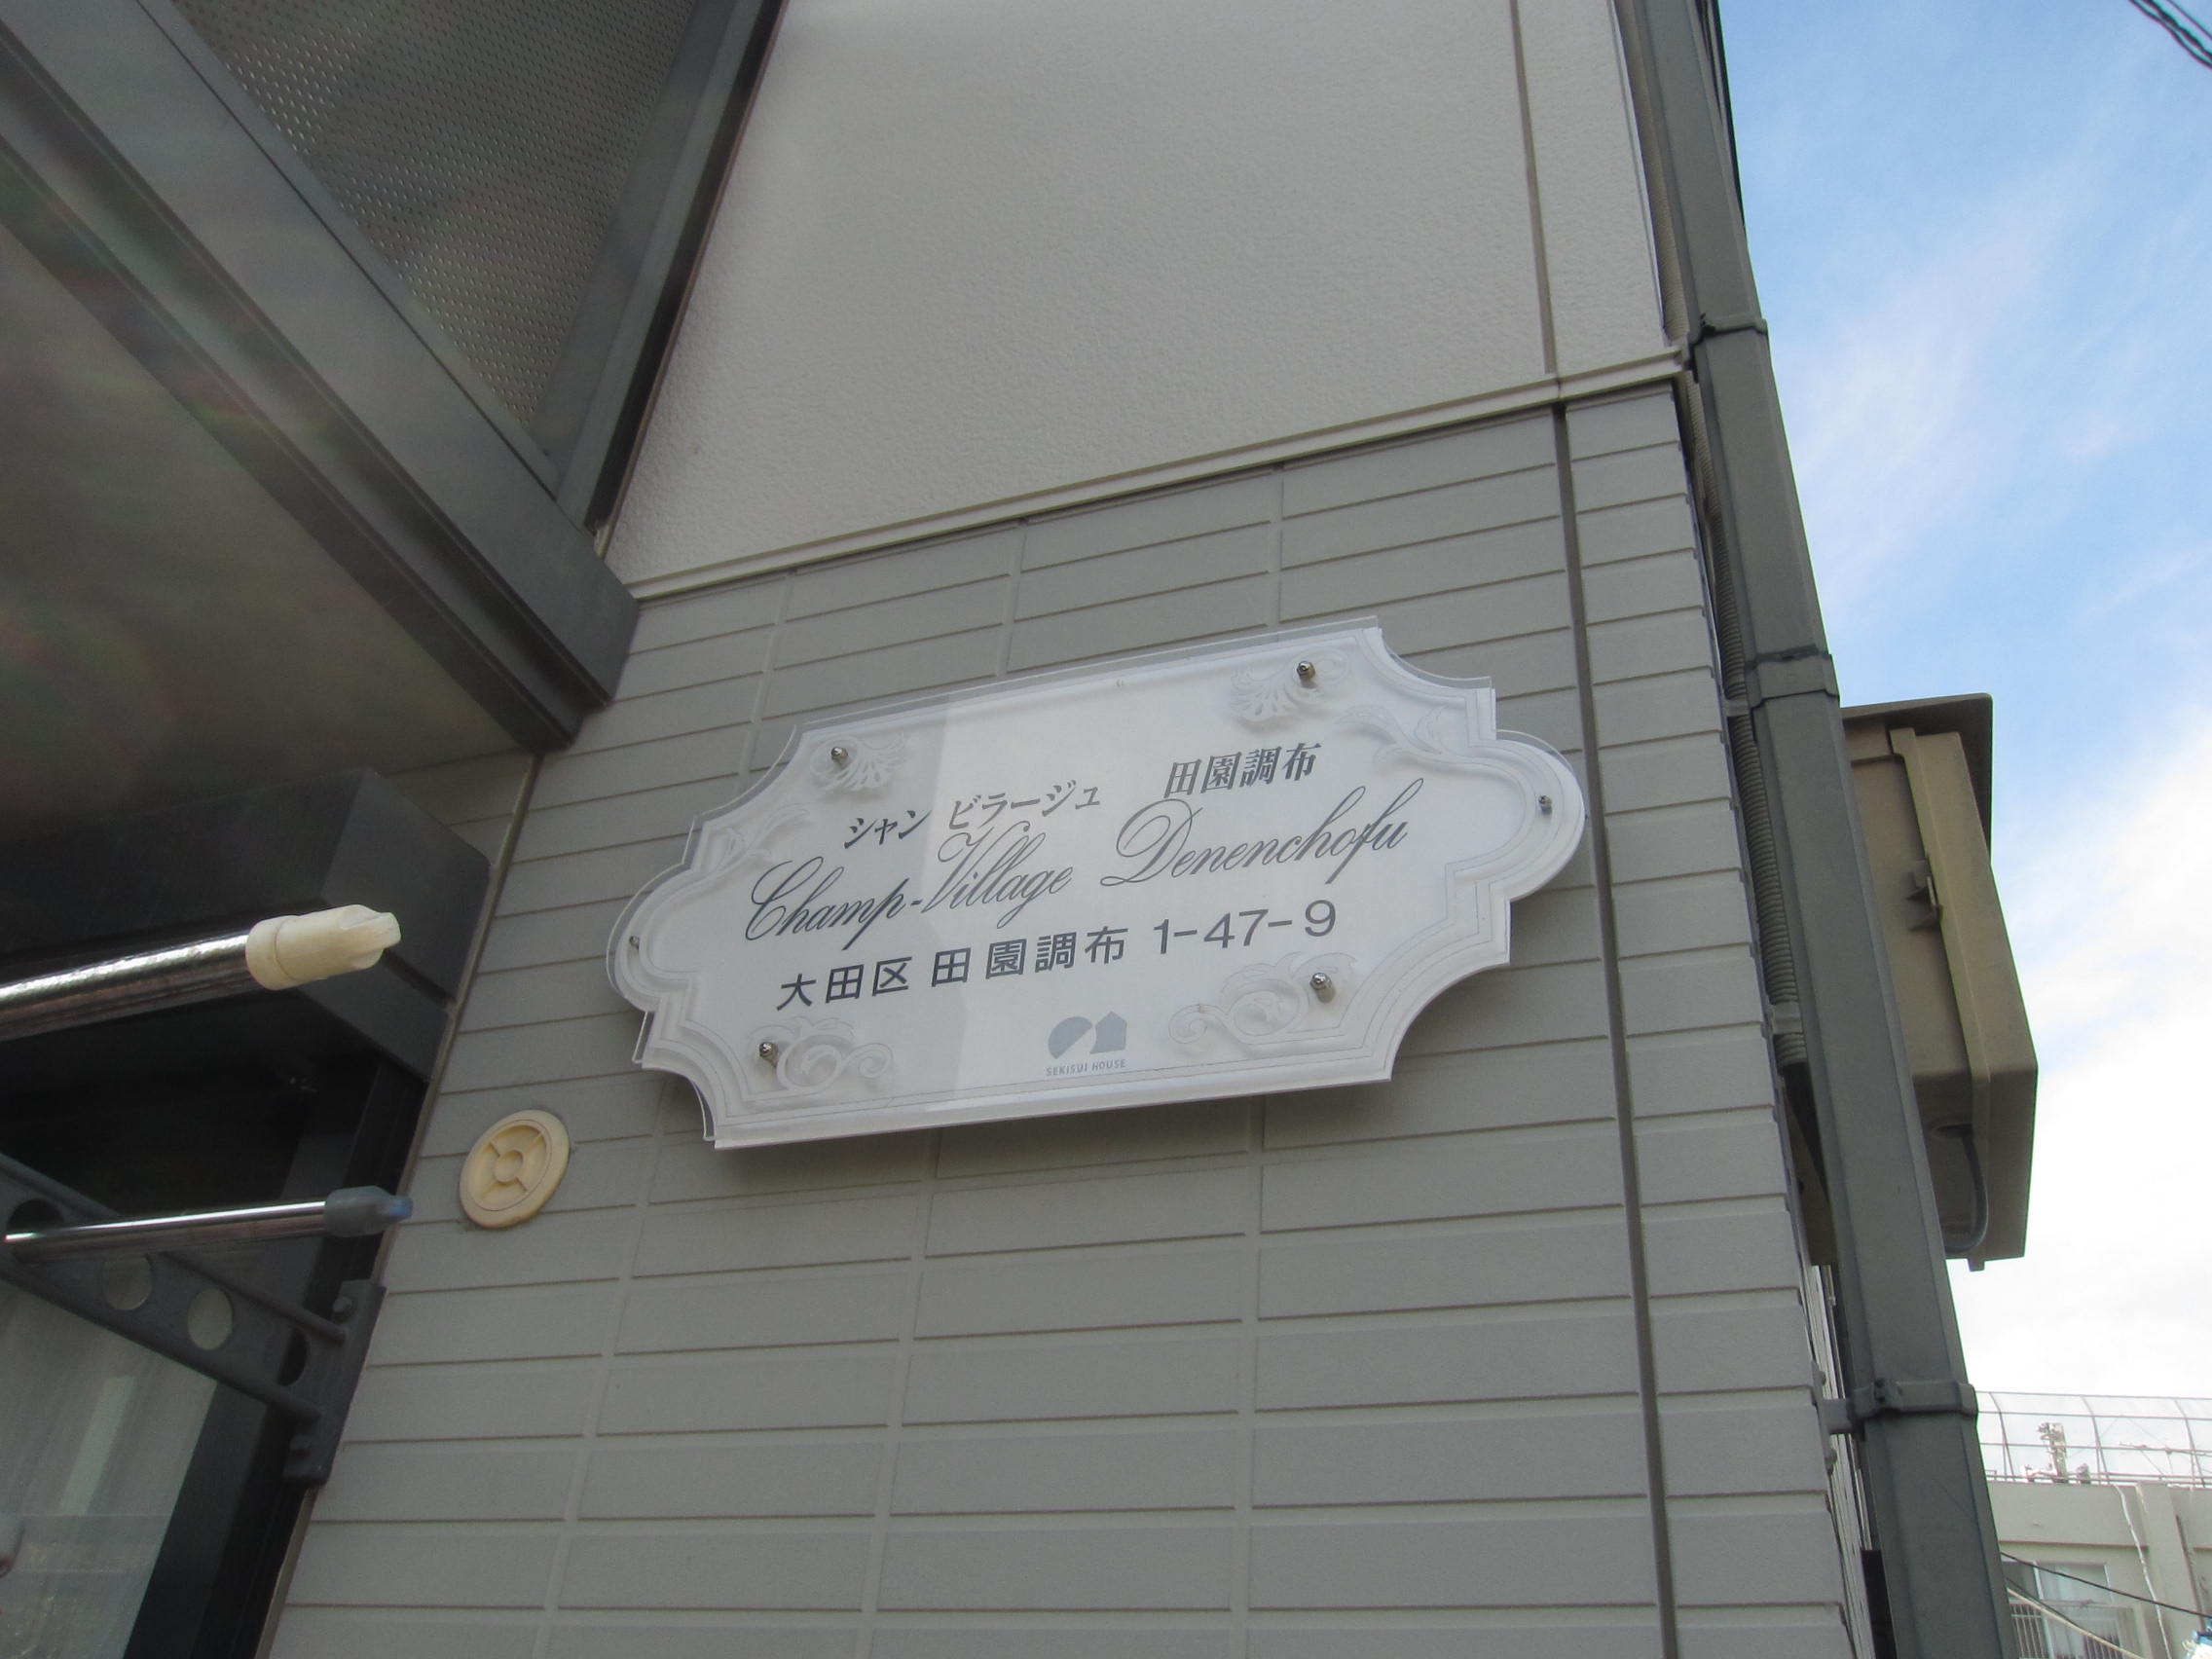 シャン ビラージュ 田園調布
Champ-Village Denenchofu
大田区 田園調布 1-47-9
SEKISUI HOUSE